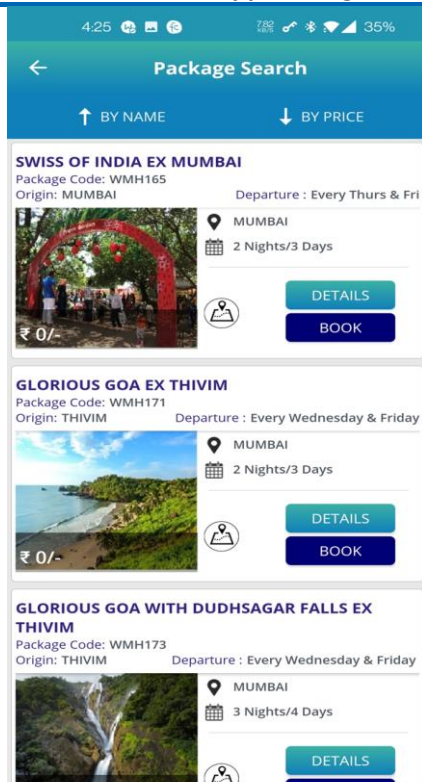 4:25 35%
7.82
KB/S
Package Search
BY NAME BY PRICE
SWISS OF INDIA EX MUMBAI
Package Code: WMH165
Origin: MUMBAI Departure : Every Thurs & Fri
MUMBAI
2 Nights/3 Days
DETAILS
₹ 0/- BOOK
GLORIOUS GOA EX THIVIM
Package Code: WMH171
Origin: THIVIM Departure : Every Wednesday & Friday
MUMBAI
2 Nights/3 Days
DETAILS
₹ 0/- BOOK
GLORIOUS GOA WITH DUDHSAGAR FALLS EX
THIVIM
Package Code: WMH173
Origin: THIVIM Departure : Every Wednesday & Friday
MUMBAI
3 Nights/4 Days
DETAILS